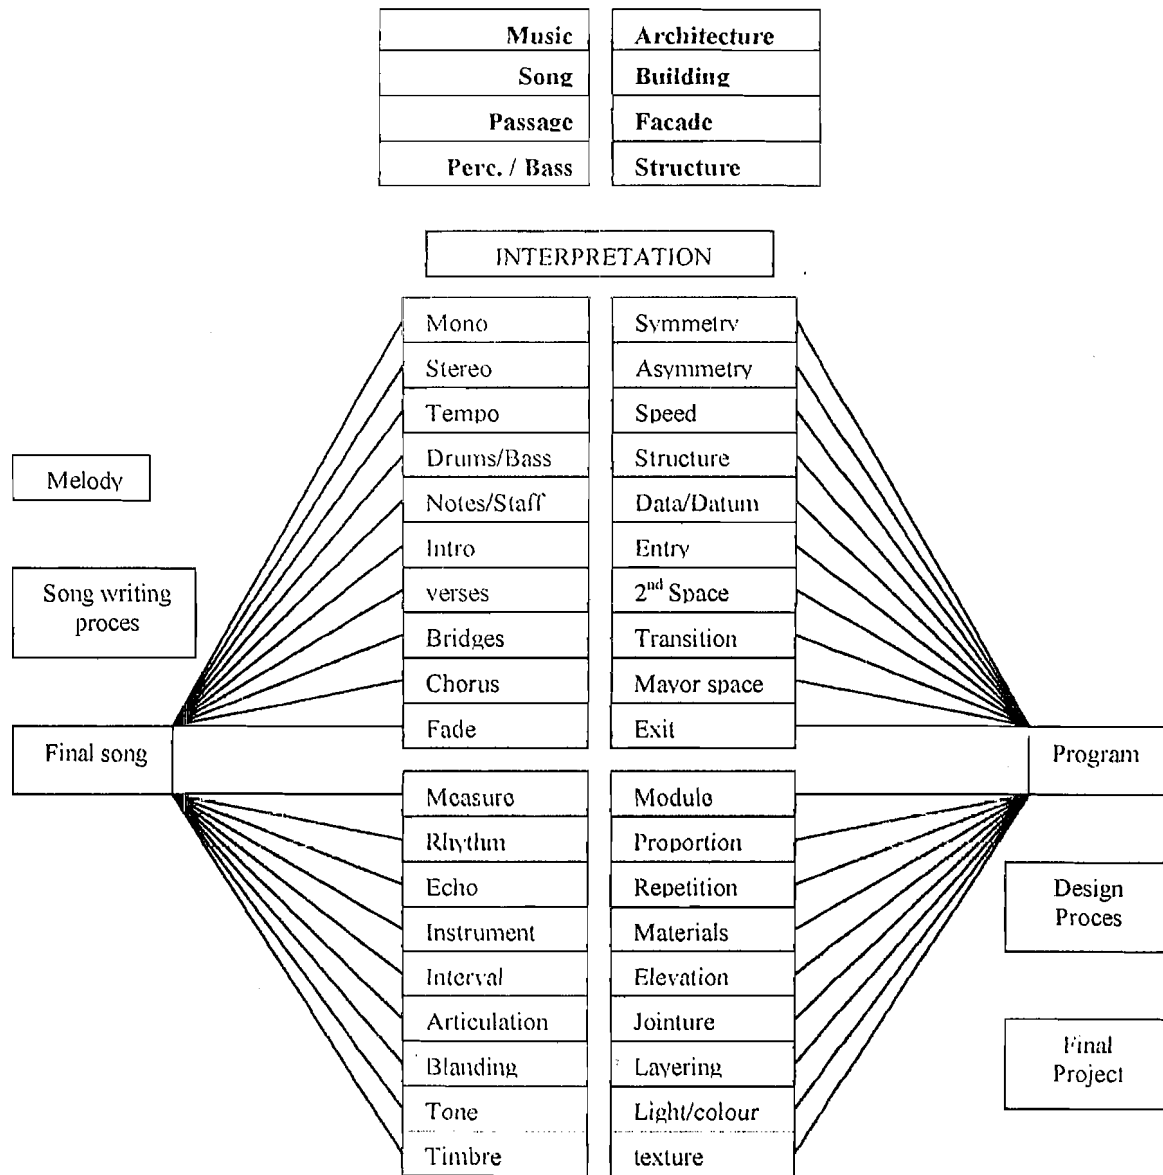 Music Architecture
Song Building
Passage Facade
Perc. / Bass Structure
INTERPRETATION
Mono Symmetry
Stereo Asymmetry
Tempo Speed
Drums/Bass Structure
Melody
Notes/Staff Data/Datum
Intro Entry
Song writing
proces
verses 2nd Space
Bridges Transition
Chorus Mayor space
Fade Exit
Final song
Program
Measure Module
Rhythm Proportion
Echo Repetition
Design
Proces
Instrument Materials
Interval Elevation
Articulation Jointure
Final
Project
Blanding Layering
Tone Light/colour
Timbre texture